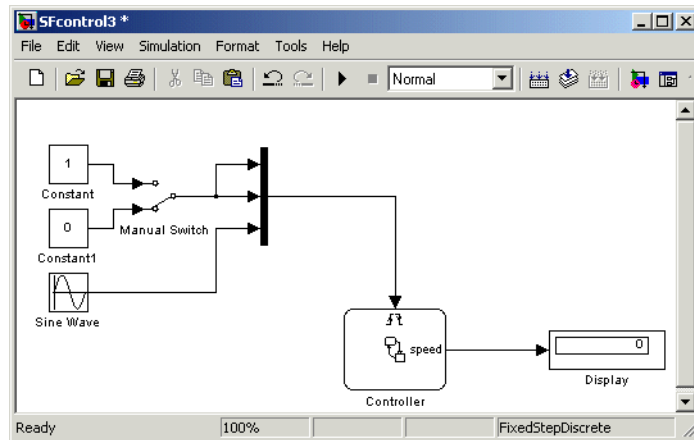 SFcontrol3 *
File Edit View Simulation Format Tools Help
Normal
1
Constant
0
Manual Switch
Constant1
Sine Wave
speed
0
Display
Controller
Ready 100% FixedStepDiscrete